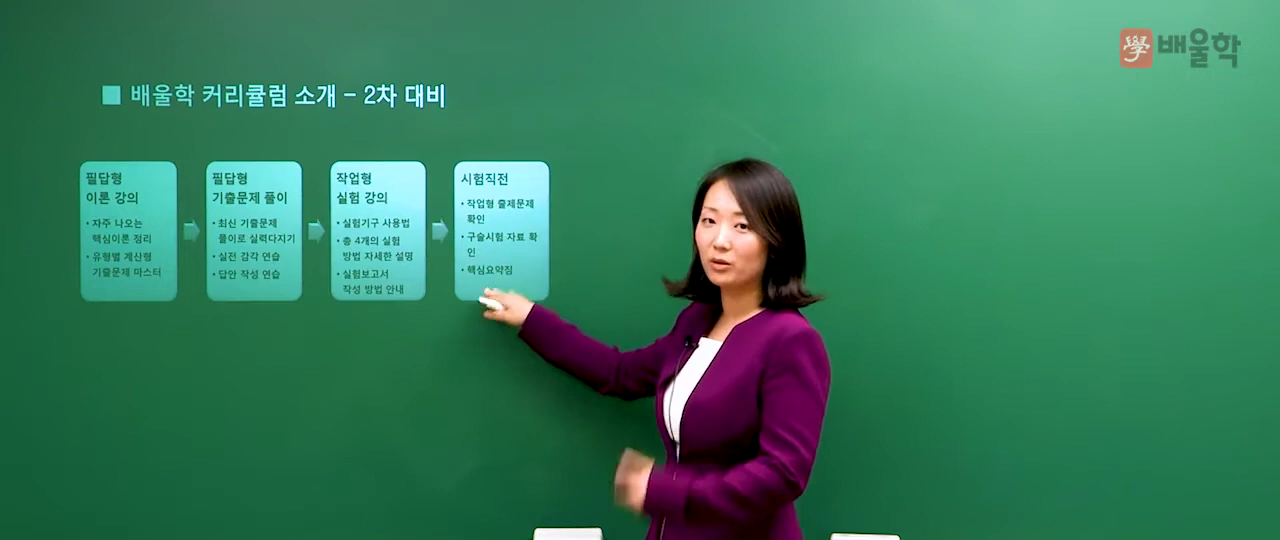 學 배울학
■ 배울학 커리큘럼 소개 – 2차 대비
필답형
이론 강의
• 자주 나오는
핵심이론 정리
• 유형별 계산형
기출문제 마스터
필답형
기출문제 풀이
• 최신 기출문제
풀이로 실력다지기
• 실전 감각 연습
• 답안 작성 연습
작업형
실험 강의
• 실험기구 사용법
• 총 4개의 실험
방법 자세한 설명
• 실험보고서
작성 방법 안내
시험직전
• 작업형 출제문제
확인
• 구술시험 자료 확
인
• 핵심요약집